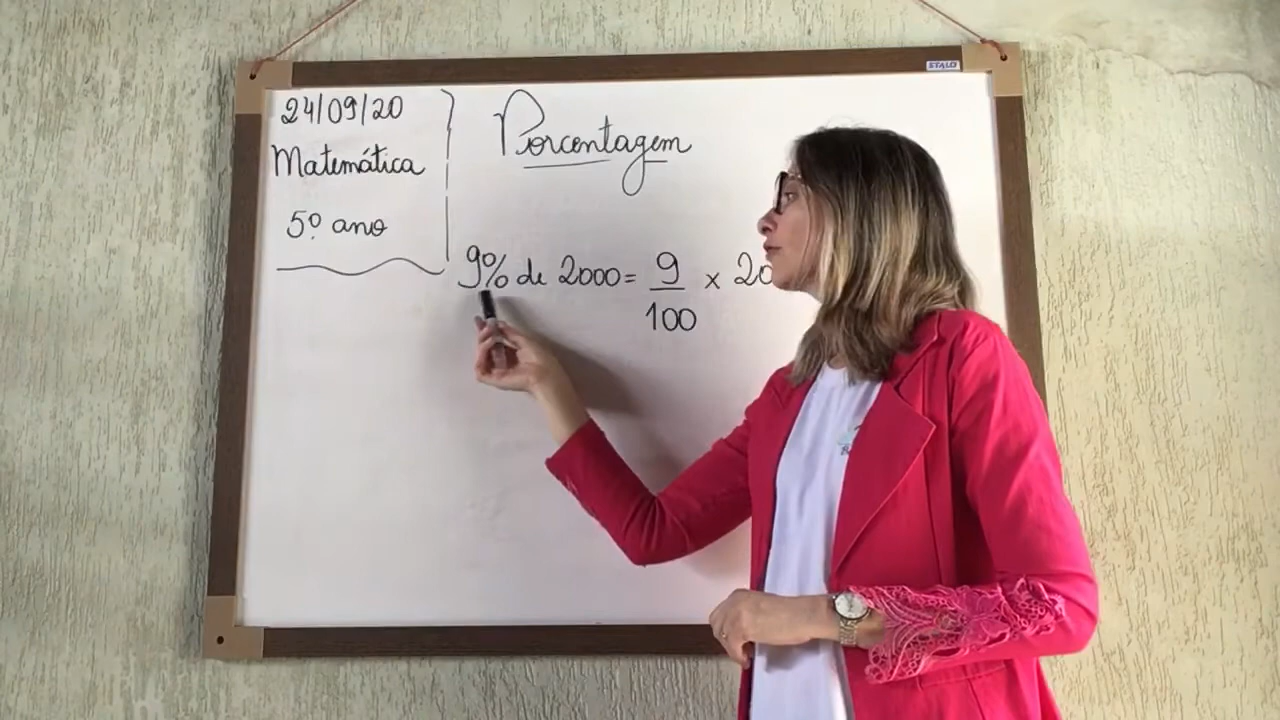 STALO
24/09/20
Matemática
5º ano
Porcentagem
9% de 2000 = 9/100 x 20